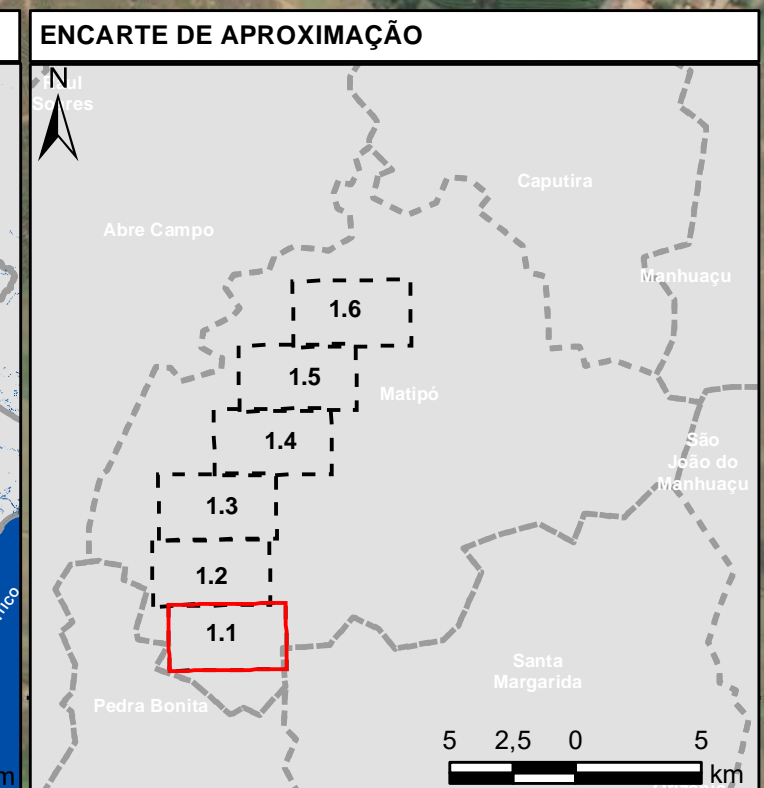 ENCARTE DE APROXIMAÇÃO
N
Soares
Caputira
Abre Campo
Manhuaçu
1.6
1.5
Matipó
1.4
São
João do
Manhuaçu
1.3
1.2
1.1
Santa
Margarida
Pedra Bonita
5 2,5 0 5
km